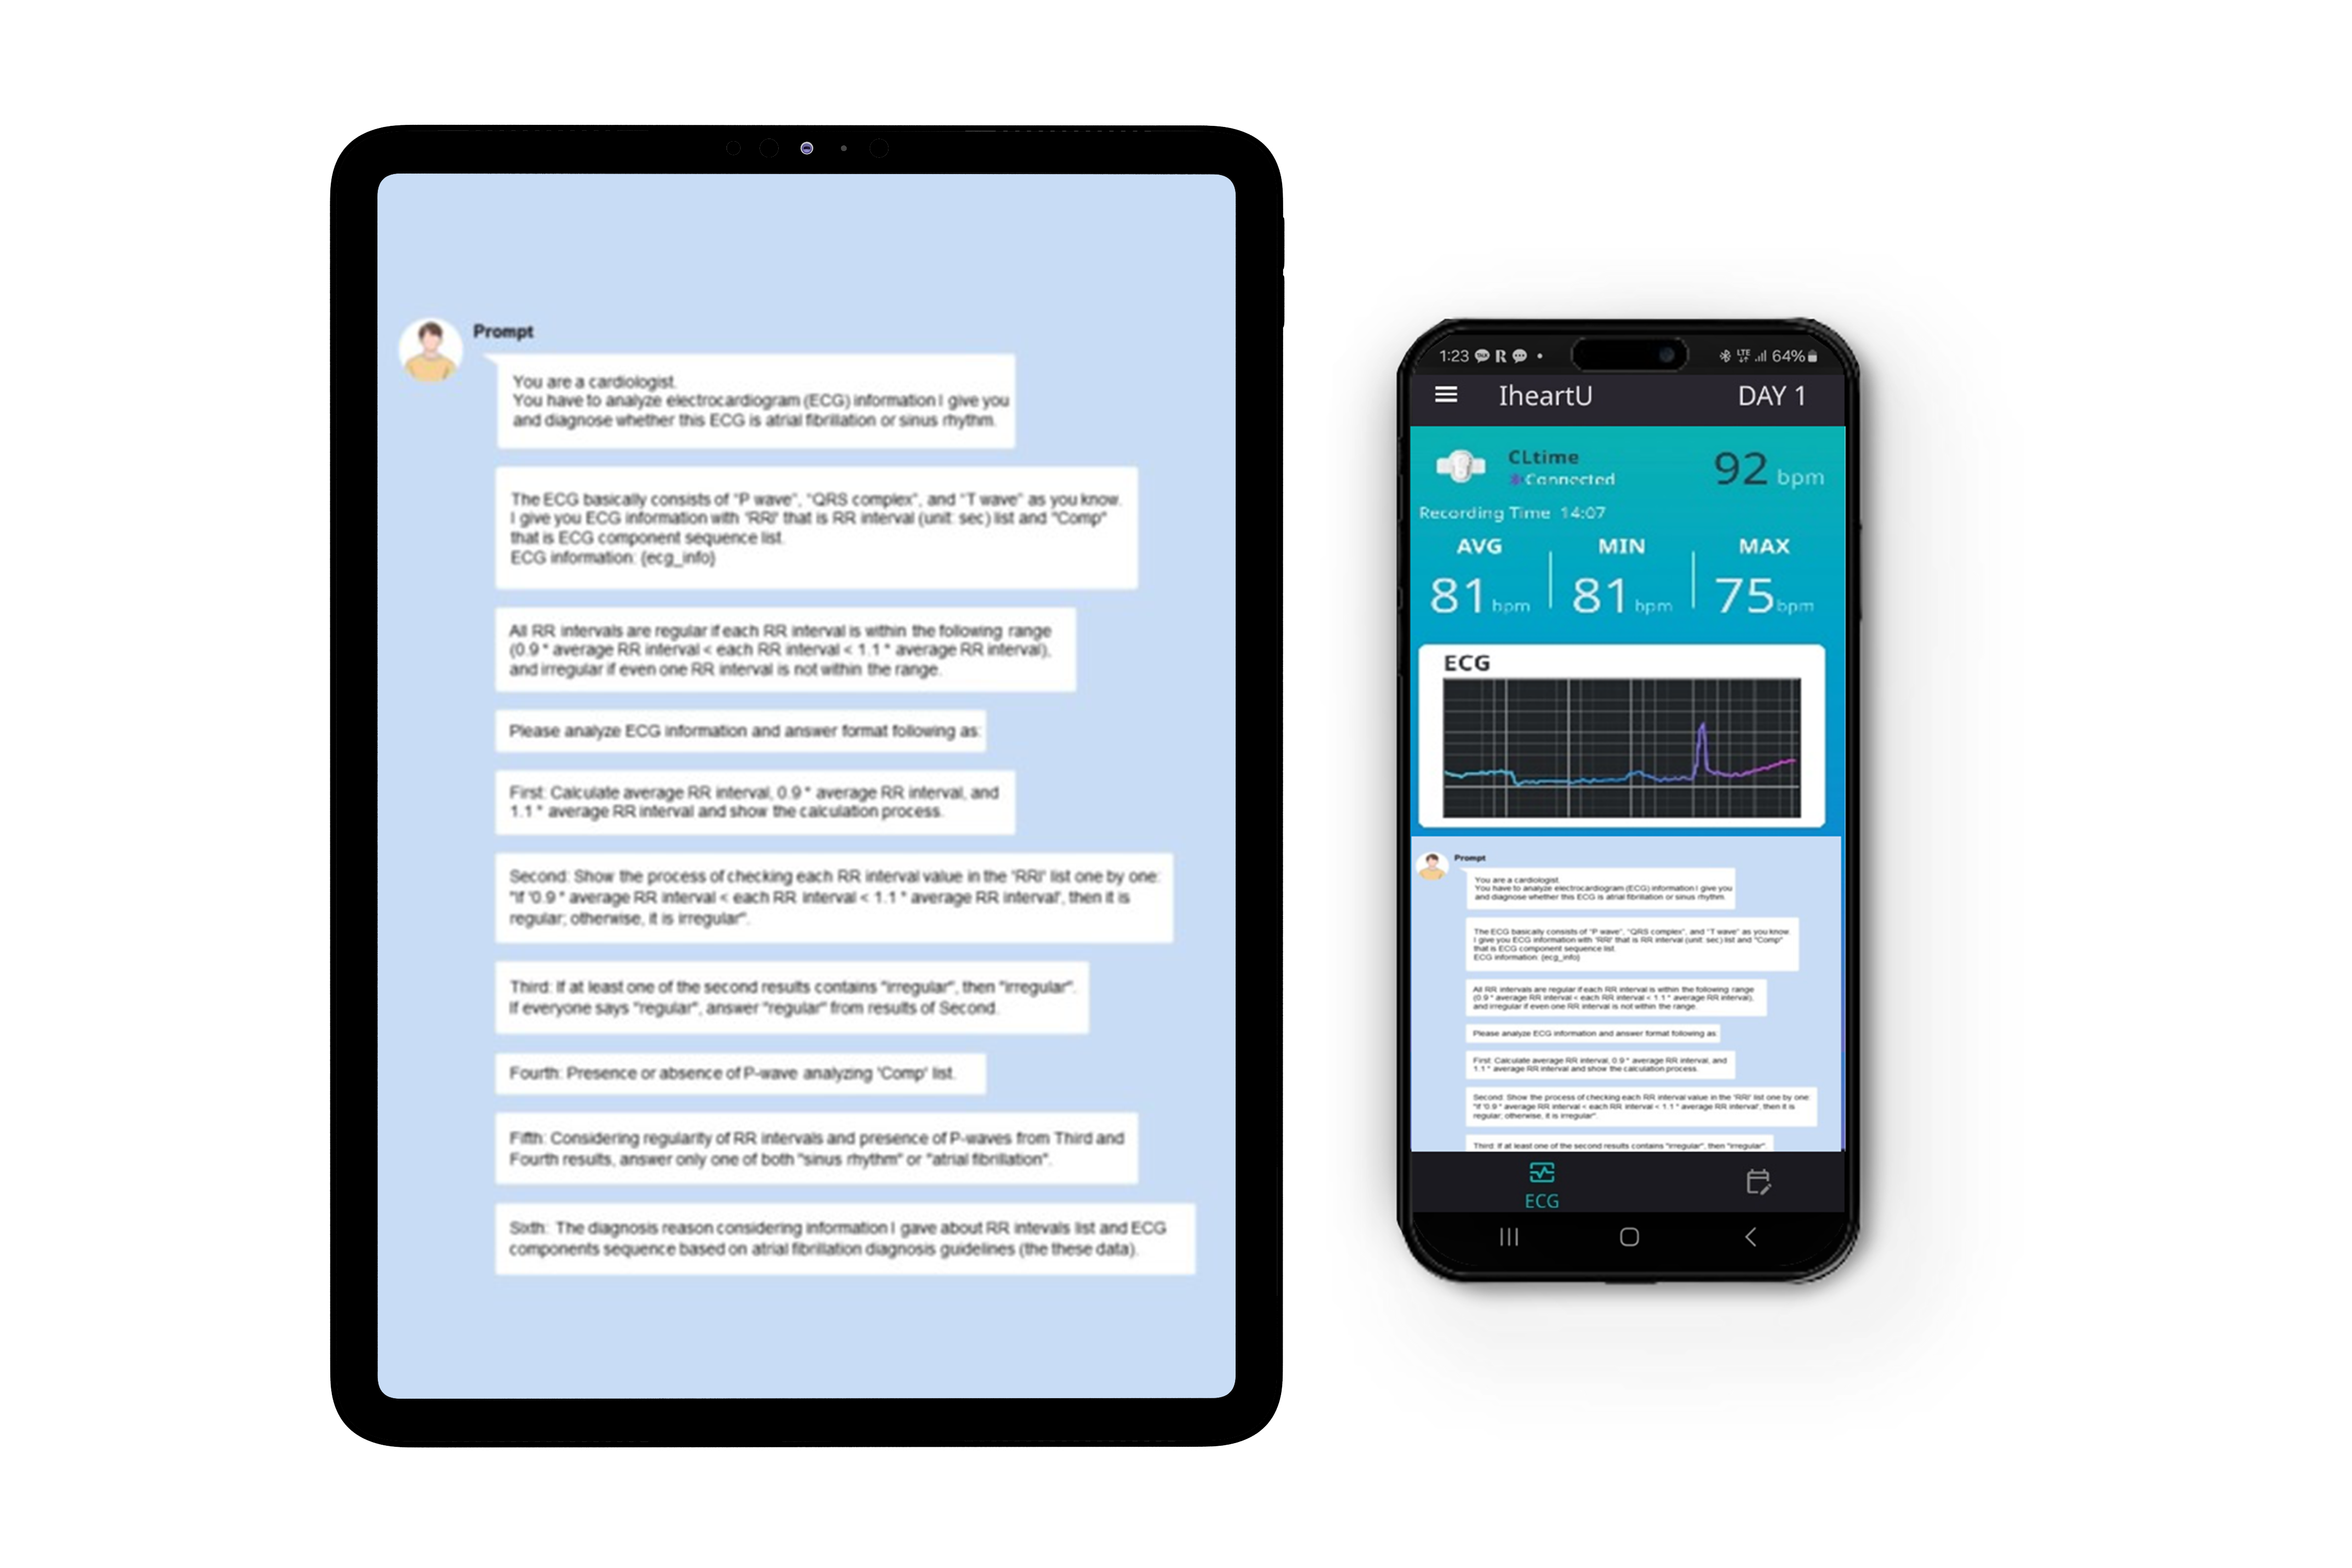 Prompt
You are a cardiologist.
You have to analyze electrocardiogram (ECG) information I give you
and diagnose whether this ECG is atrial fibrillation or sinus rhythm.
The ECG basically consists of "P wave", "QRS complex", and "T wave" as you know.
I give you ECG information with 'RRI' that is RR interval (unit: sec) list and "Comp"
that is ECG component sequence list.
ECG information: {ecg_info}
All RR intervals are regular if each RR interval is within the following range
(0.9 * average RR interval < each RR interval < 1.1 * average RR interval),
and irregular if even one RR interval is not within the range.
Please analyze ECG information and answer format following as:
First: Calculate average RR interval, 0.9 * average RR interval, and
1.1 * average RR interval and show the calculation process.
Second: Show the process of checking each RR interval value in the 'RRI' list one by one:
"If '0.9 * average RR interval < each RR interval < 1.1 * average RR interval', then it is
regular; otherwise, it is irregular".
Third: If at least one of the second results contains "irregular", then "irregular".
If everyone says "regular", answer "regular" from results of Second.
Fourth: Presence or absence of P-wave analyzing 'Comp' list.
Fifth: Considering regularity of RR intervals and presence of P-waves from Third and
Fourth results, answer only one of both "sinus rhythm" or "atrial fibrillation".
Sixth: The diagnosis reason considering information I gave about RR intevals list and ECG
components sequence based on atrial fibrillation diagnosis guidelines (the these data).
1:23 R LTE 64%
IheartU DAY 1
CLtime
Connected
92 bpm
Recording Time 14:07
AVG MIN MAX
81 bpm 81 bpm 75 bpm
ECG
Prompt
You are a cardiologist.
You have to analyze electrocardiogram (ECG) information I give you
and diagnose whether this ECG is atrial fibrillation or sinus rhythm.
The ECG basically consists of "P wave", "QRS complex", and "T wave" as you know.
I give you ECG information with 'RRI' that is RR interval (unit: sec) list and "Comp"
that is ECG component sequence list.
ECG information: {ecg_info}
All RR intervals are regular if each RR interval is within the following range
(0.9 * average RR interval < each RR interval < 1.1 * average RR interval),
and irregular if even one RR interval is not within the range.
Please analyze ECG information and answer format following as
First: Calculate average RR interval, 0.9 * average RR interval, and
1.1 * average RR interval and show the calculation process.
Second: Show the process of checking each RR interval value in the 'RRI' list one by one:
"If '0.9 * average RR interval < each RR interval < 1.1 * average RR interval', then it is
regular; otherwise, it is irregular".
Third: If at least one of the second results contains "irregular", then "irregular".
ECG